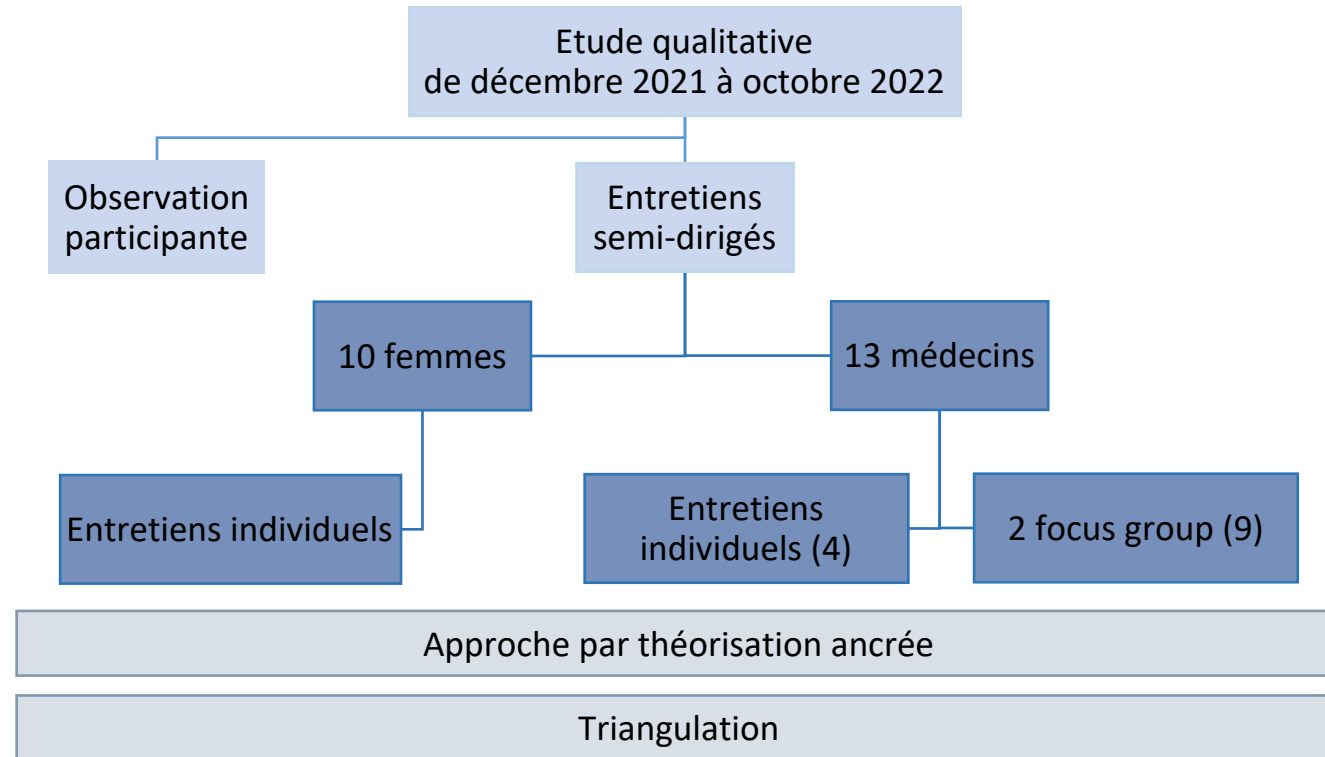 Etude qualitative
de décembre 2021 à octobre 2022
Observation
participante
Entretiens
semi-dirigés
10 femmes
13 médecins
Entretiens individuels
Entretiens
individuels (4)
2 focus group (9)
Approche par théorisation ancrée
Triangulation